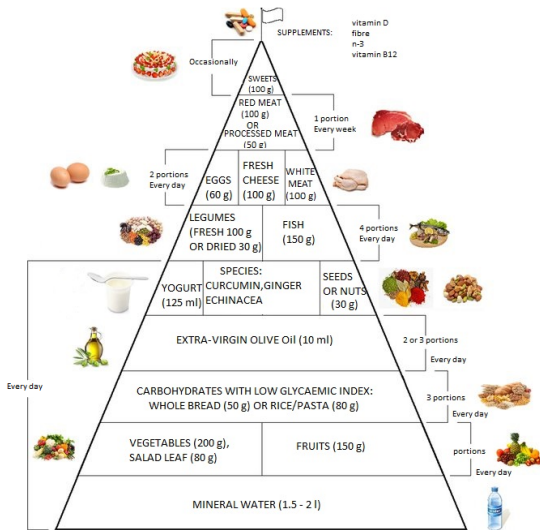 SUPPLEMENTS:
vitamin D
fibre
n-3
vitamin B12
Occasionally
SWEETS
(100 g)
RED MEAT
(100 g)
OR
PROCESSED MEAT
(50 g)
1 portion
Every week
2 portions
Every day
EGGS
(60 g)
FRESH
CHEESE
(100 g)
WHITE
MEAT
(100 g)
LEGUMES
(FRESH 100 g
OR DRIED 30 g)
FISH
(150 g)
4 portions
Every day
YOGURT
(125 ml)
SPECIES:
CURCUMIN,GINGER
ECHINACEA
SEEDS
OR NUTS
(30 g)
EXTRA-VIRGIN OLIVE Oil (10 ml)
2 or 3 portions
Every day
Every day
CARBOHYDRATES WITH LOW GLYCAEMIC INDEX:
WHOLE BREAD (50 g) OR RICE/PASTA (80 g)
3 portions
Every day
VEGETABLES (200 g),
SALAD LEAF (80 g)
FRUITS (150 g)
portions
Every day
MINERAL WATER (1.5 - 2 l)